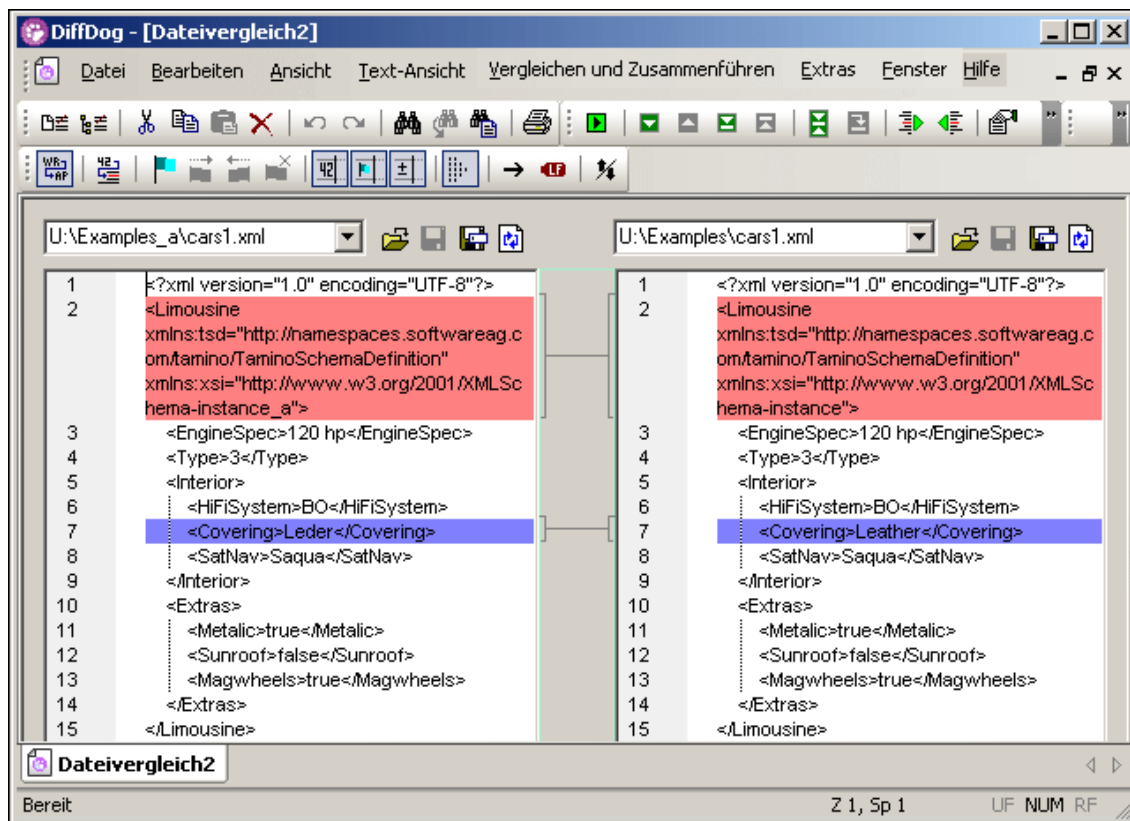 DiffDog - [Dateivergleich2]
Datei Bearbeiten Ansicht Text-Ansicht Vergleichen und Zusammenführen Extras Fenster Hilfe
U:\Examples_a\cars1.xml
1 <?xml version="1.0" encoding="UTF-8"?>
2 <Limousine
xmlns:tsd="http://namespaces.softwareag.c
om/tamino/TaminoSchemaDefinition"
xmlns:xsi="http://www.w3.org/2001/XMLSc
hema-instance_a">
3 <EngineSpec>120 hp</EngineSpec>
4 <Type>3</Type>
5 <Interior>
6 <HiFiSystem>BO</HiFiSystem>
7 <Covering>Leder</Covering>
8 <SatNav>Saqua</SatNav>
9 </Interior>
10 <Extras>
11 <Metalic>true</Metalic>
12 <Sunroof>false</Sunroof>
13 <Magwheels>true</Magwheels>
14 </Extras>
15 </Limousine>
U:\Examples\cars1.xml
1 <?xml version="1.0" encoding="UTF-8"?>
2 <Limousine
xmlns:tsd="http://namespaces.softwareag.c
om/tamino/TaminoSchemaDefinition"
xmlns:xsi="http://www.w3.org/2001/XMLSc
hema-instance">
3 <EngineSpec>120 hp</EngineSpec>
4 <Type>3</Type>
5 <Interior>
6 <HiFiSystem>BO</HiFiSystem>
7 <Covering>Leather</Covering>
8 <SatNav>Saqua</SatNav>
9 </Interior>
10 <Extras>
11 <Metalic>true</Metalic>
12 <Sunroof>false</Sunroof>
13 <Magwheels>true</Magwheels>
14 </Extras>
15 </Limousine>
Dateivergleich2
Bereit Z 1, Sp 1 UF NUM RF